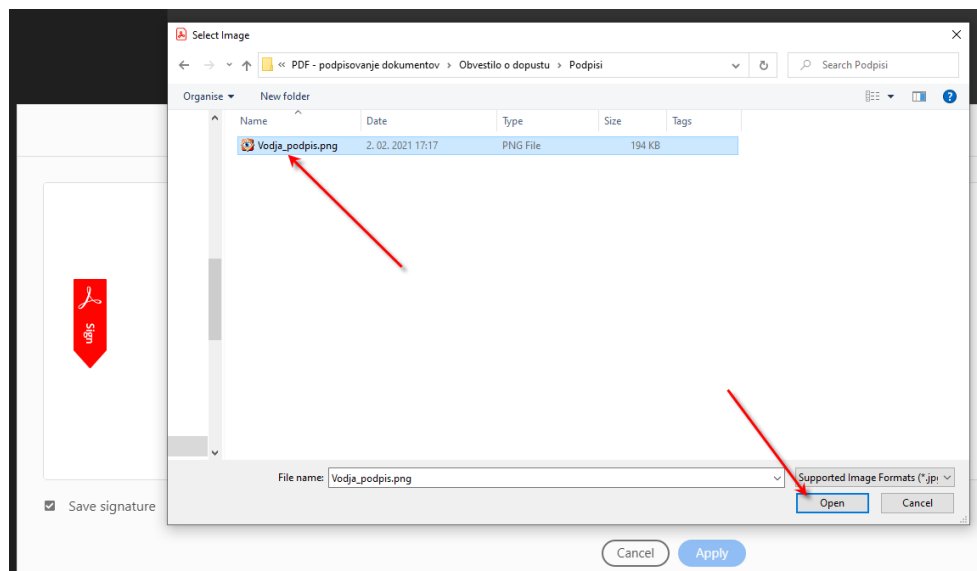 Select Image
« PDF - podpisovanje dokumentov › Obvestilo o dopustu › Podpisi
Search Podpisi
Organise New folder
Name Date Type Size Tags
Vodja_podpis.png 2. 02. 2021 17:17 PNG File 194 KB
Sign
File name: Vodja_podpis.png Supported Image Formats (*.jp
Open Cancel
Save signature
Cancel Apply